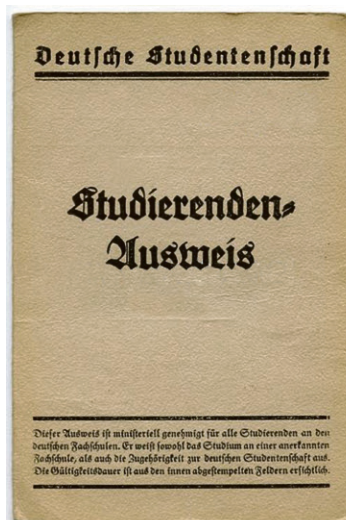 Deutsche Studentenschaft
Studierenden-
Ausweis
Dieser Ausweis ist ministeriell genehmigt für alle Studierenden an den
deutschen Fachschulen. Er weist sowohl das Studium an einer anerkannten
Fachschule, als auch die Zugehörigkeit zur deutschen Studentenschaft aus.
Die Gültigkeitsdauer ist aus den innen abgestempelten Feldern ersichtlich.